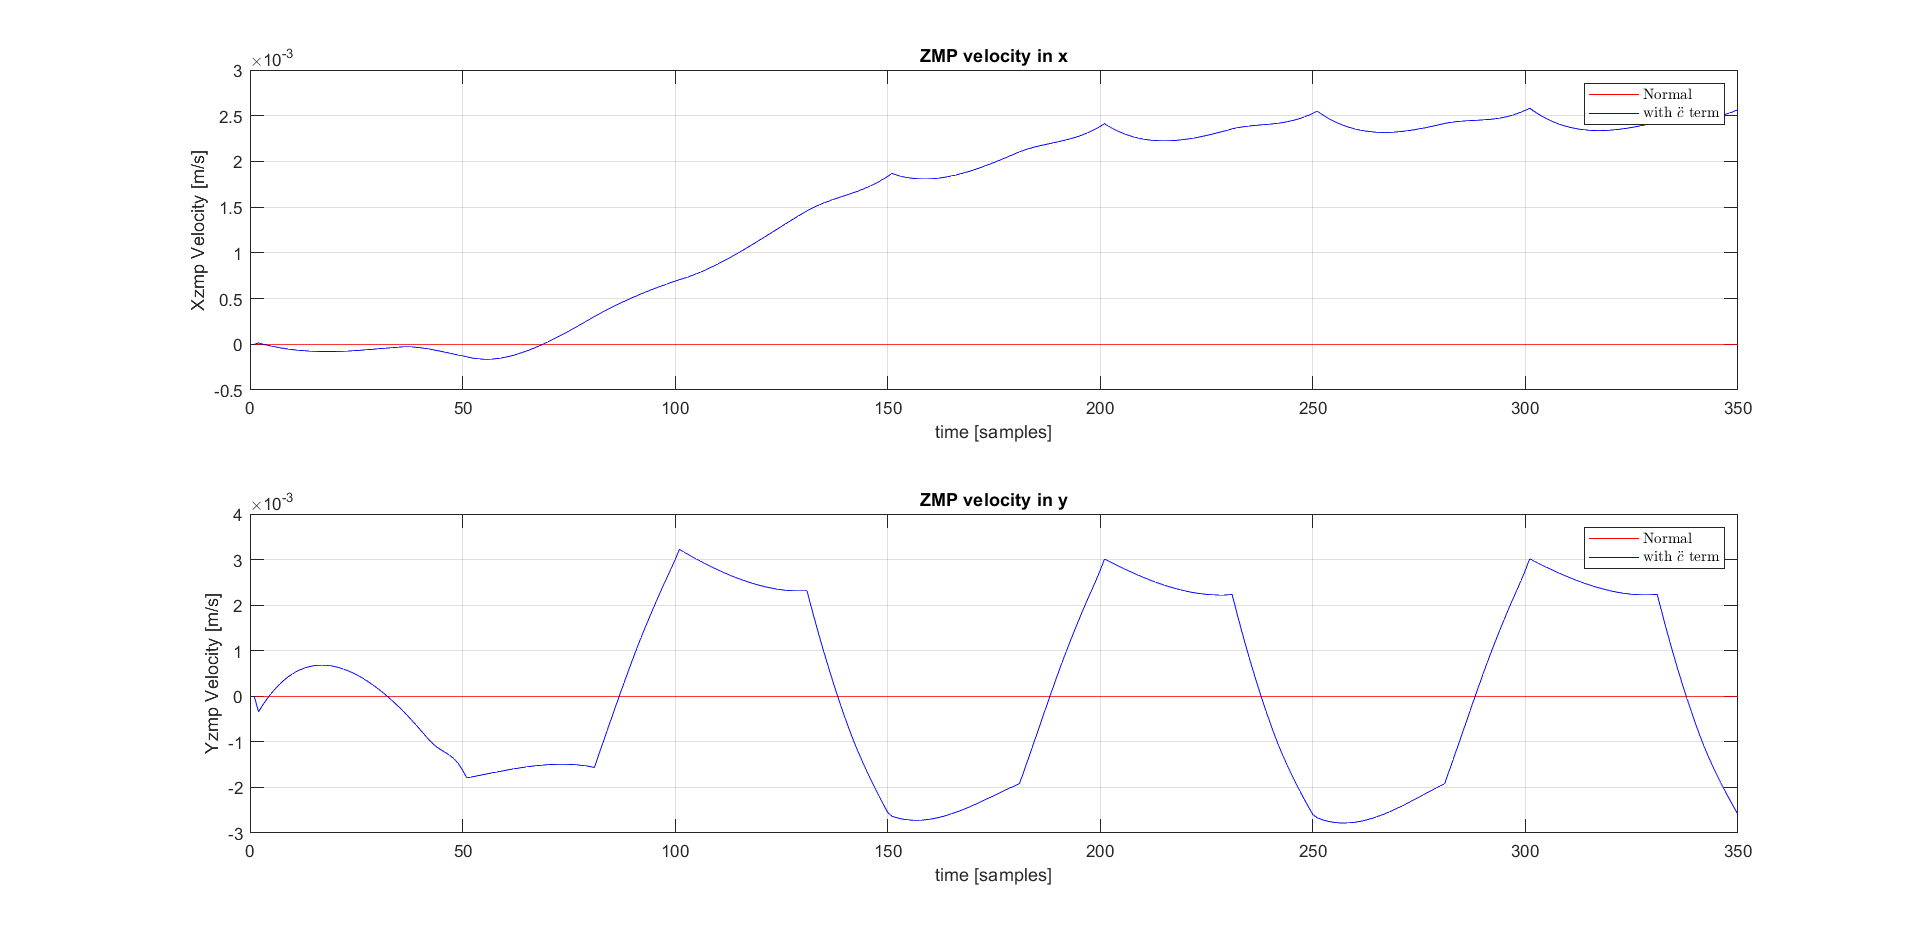 ZMP velocity in x
×10-3
3
2.5
2
1.5
1
0.5
0
-0.5
Xzmp Velocity [m/s]
0 50 100 150 200 250 300 350
time [samples]
Normal
with c̈ term
ZMP velocity in y
×10-3
4
3
2
1
0
-1
-2
-3
Yzmp Velocity [m/s]
0 50 100 150 200 250 300 350
time [samples]
Normal
with c̈ term